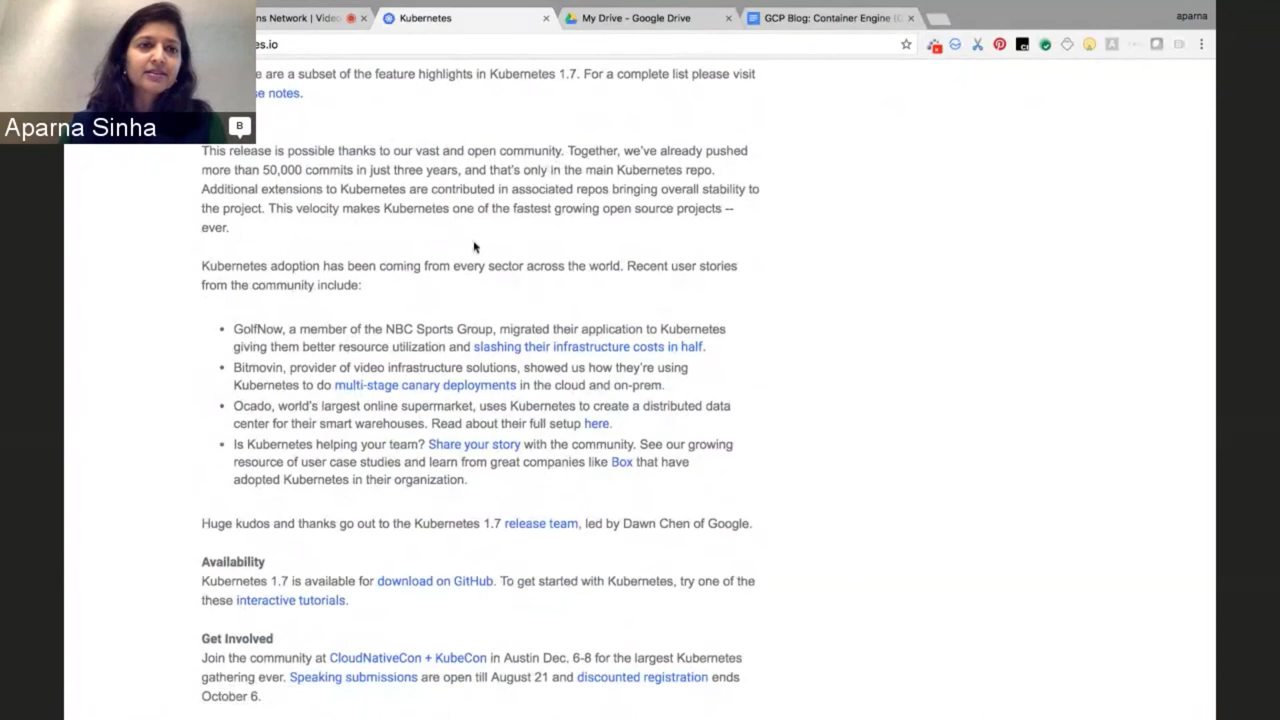 ns Network | Video
Kubernetes
My Drive - Google Drive
GCP Blog: Container Engine (
aparna
es.io
Aparna Sinha
B
e are a subset of the feature highlights in Kubernetes 1.7. For a complete list please visit
se notes.
This release is possible thanks to our vast and open community. Together, we've already pushed
more than 50,000 commits in just three years, and that's only in the main Kubernetes repo.
Additional extensions to Kubernetes are contributed in associated repos bringing overall stability to
the project. This velocity makes Kubernetes one of the fastest growing open source projects --
ever.
Kubernetes adoption has been coming from every sector across the world. Recent user stories
from the community include:
• GolfNow, a member of the NBC Sports Group, migrated their application to Kubernetes
giving them better resource utilization and slashing their infrastructure costs in half.
• Bitmovin, provider of video infrastructure solutions, showed us how they're using
Kubernetes to do multi-stage canary deployments in the cloud and on-prem.
• Ocado, world's largest online supermarket, uses Kubernetes to create a distributed data
center for their smart warehouses. Read about their full setup here.
• Is Kubernetes helping your team? Share your story with the community. See our growing
resource of user case studies and learn from great companies like Box that have
adopted Kubernetes in their organization.
Huge kudos and thanks go out to the Kubernetes 1.7 release team, led by Dawn Chen of Google.
Availability
Kubernetes 1.7 is available for download on GitHub. To get started with Kubernetes, try one of the
these interactive tutorials.
Get Involved
Join the community at CloudNativeCon + KubeCon in Austin Dec. 6-8 for the largest Kubernetes
gathering ever. Speaking submissions are open till August 21 and discounted registration ends
October 6.